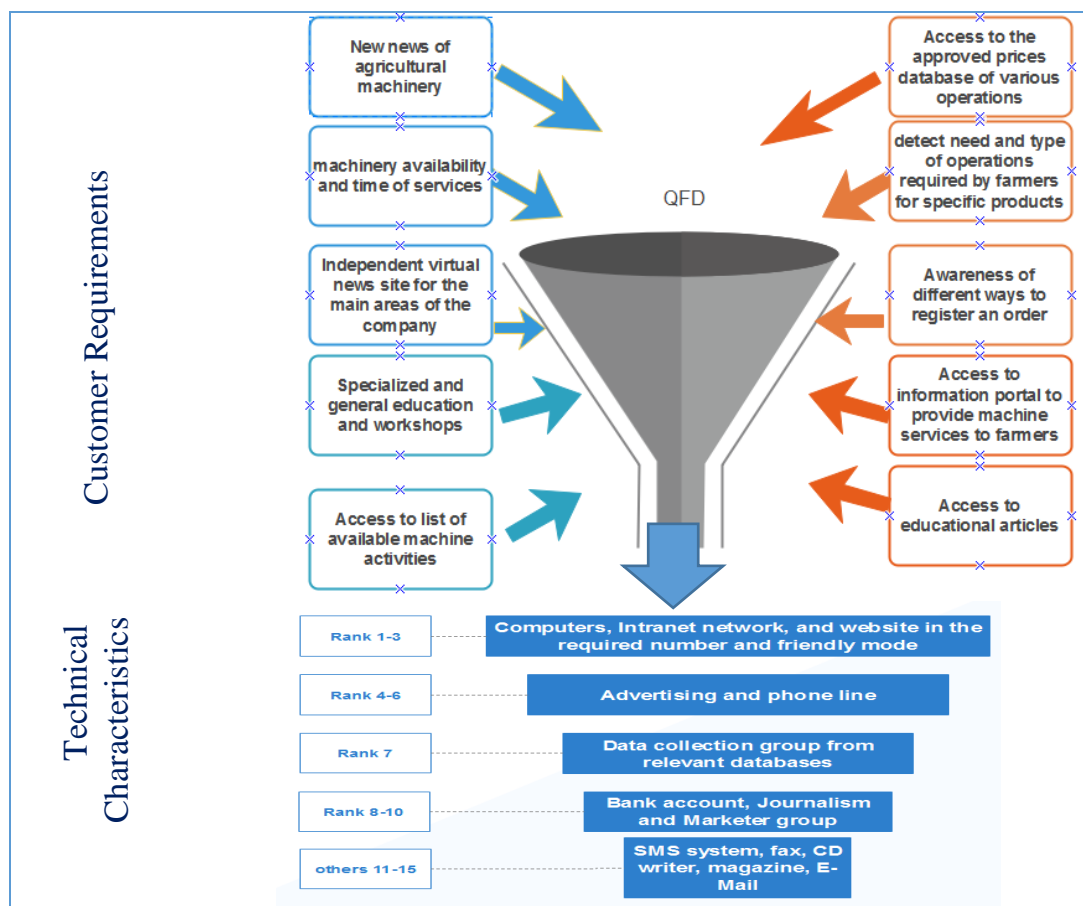 Customer Requirements
New news of
agricultural
machinery
machinery availability
and time of services
Independent virtual
news site for the
main areas of the
company
Specialized and
general education
and workshops
Access to list of
available machine
activities
QFD
Access to the
approved prices
database of various
operations
detect need and type
of operations
required by farmers
for specific products
Awareness of
different ways to
register an order
Access to
information portal to
provide machine
services to farmers
Access to
educational articles
Technical
Characteristics
Rank 1-3
Computers, Intranet network, and website in the
required number and friendly mode
Rank 4-6
Advertising and phone line
Rank 7
Data collection group from
relevant databases
Rank 8-10
Bank account, Journalism
and Marketer group
others 11-15
SMS system, fax, CD
writer, magazine, E-
Mail